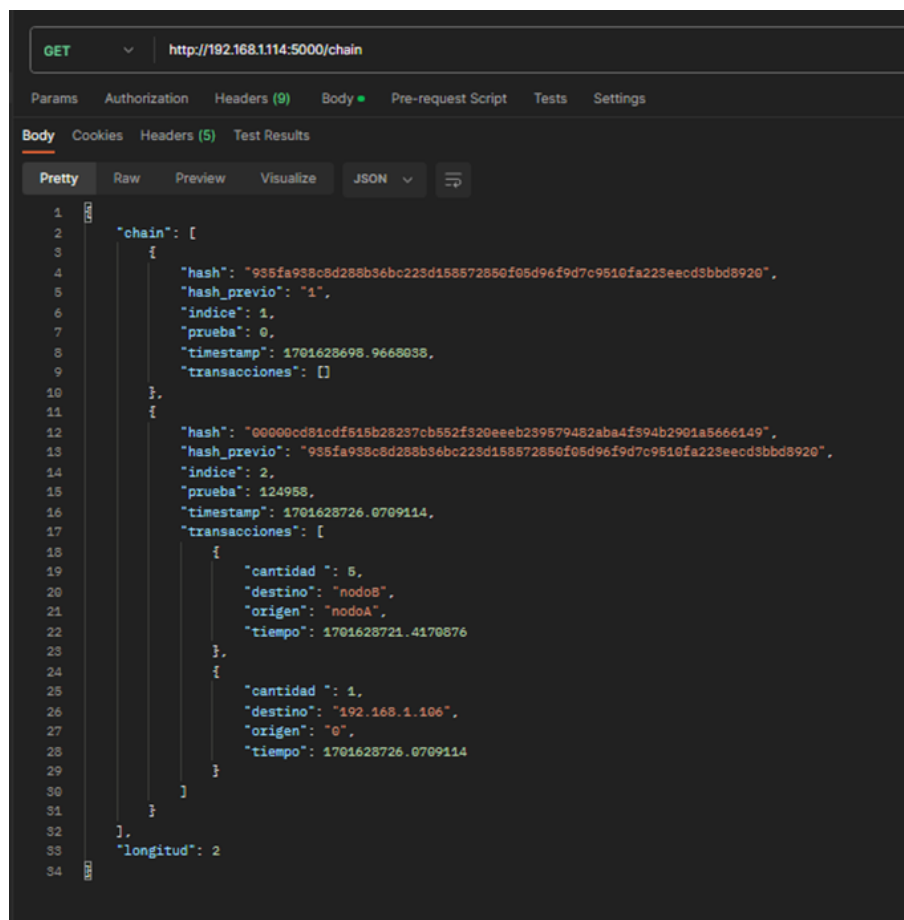 GET http://192.168.1.114:5000/chain
Params Authorization Headers (9) Body Pre-request Script Tests Settings
Body Cookies Headers (5) Test Results
Pretty Raw Preview Visualize JSON
1 {
2 "chain": [
3 {
4 "hash": "935fa938c8d288b36bc223d158572850f05d96f9d7c9510fa223eecd3bbd8920",
5 "hash_previo": "1",
6 "indice": 1,
7 "prueba": 0,
8 "timestamp": 1701628698.9668038,
9 "transacciones": []
10 },
11 {
12 "hash": "00000cd81cdf515b28237cb552f320eeeb239579482aba4f394b2901a5666149",
13 "hash_previo": "935fa938c8d288b36bc223d158572850f05d96f9d7c9510fa223eecd3bbd8920",
14 "indice": 2,
15 "prueba": 124958,
16 "timestamp": 1701628726.0709114,
17 "transacciones": [
18 {
19 "cantidad ": 5,
20 "destino": "nodoB",
21 "origen": "nodoA",
22 "tiempo": 1701628721.4170876
23 },
24 {
25 "cantidad ": 1,
26 "destino": "192.168.1.106",
27 "origen": "0",
28 "tiempo": 1701628726.0709114
29 }
30 ]
31 }
32 ],
33 "longitud": 2
34 }